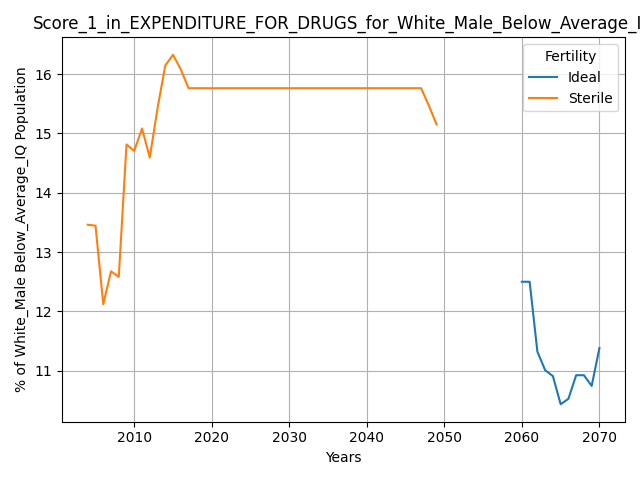 Score_1_in_EXPENDITURE_FOR_DRUGS_for_White_Male_Below_Average_I
Fertility
Ideal
Sterile
% of White_Male Below_Average_IQ Population
16
15
14
13
12
11
2010 2020 2030 2040 2050 2060 2070
Years